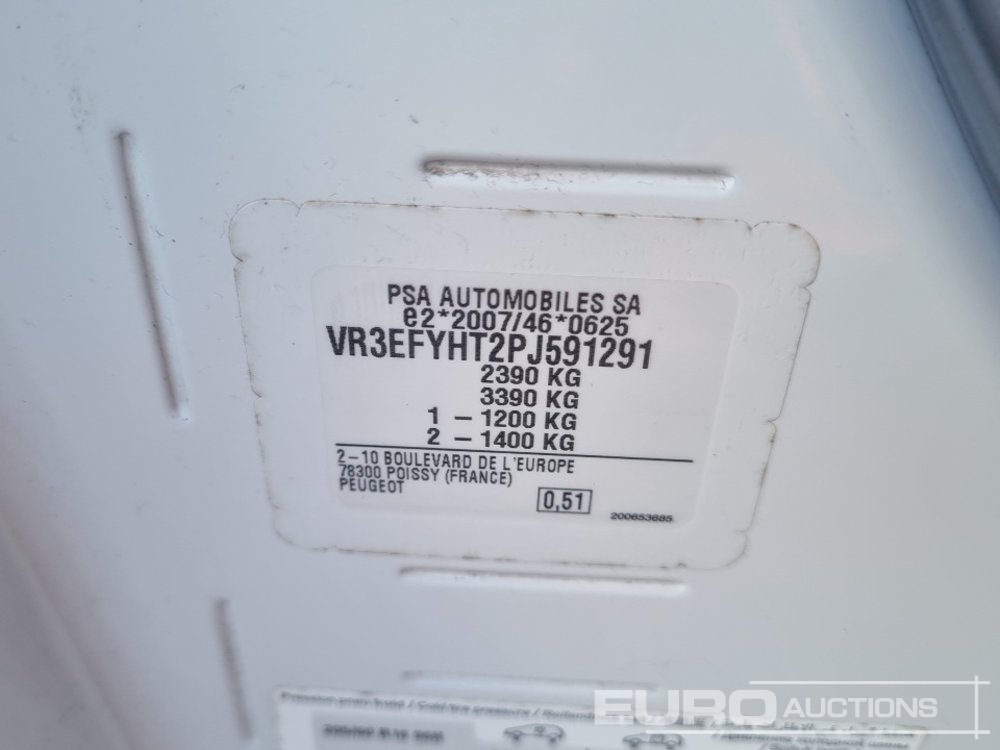 PSA AUTOMOBILES SA
e2*2007/46*0625
VR3EFYHT2PJ591291
2390 KG
3390 KG
1 – 1200 KG
2 – 1400 KG
2–10 BOULEVARD DE L'EUROPE
78300 POISSY (FRANCE)
PEUGEOT
0,51
200653685
EURO AUCTIONS